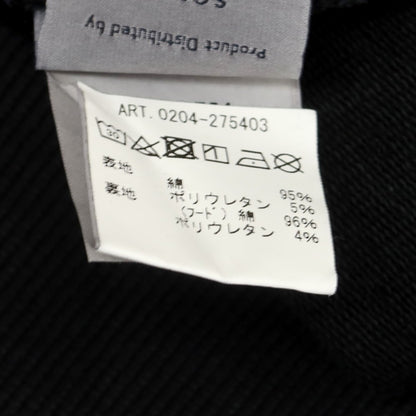 Product Distributed by
ART. 0204-275403
表地 綿 95%
ポリウレタン 5%
裏地 (フード) 綿 96%
ポリウレタン 4%